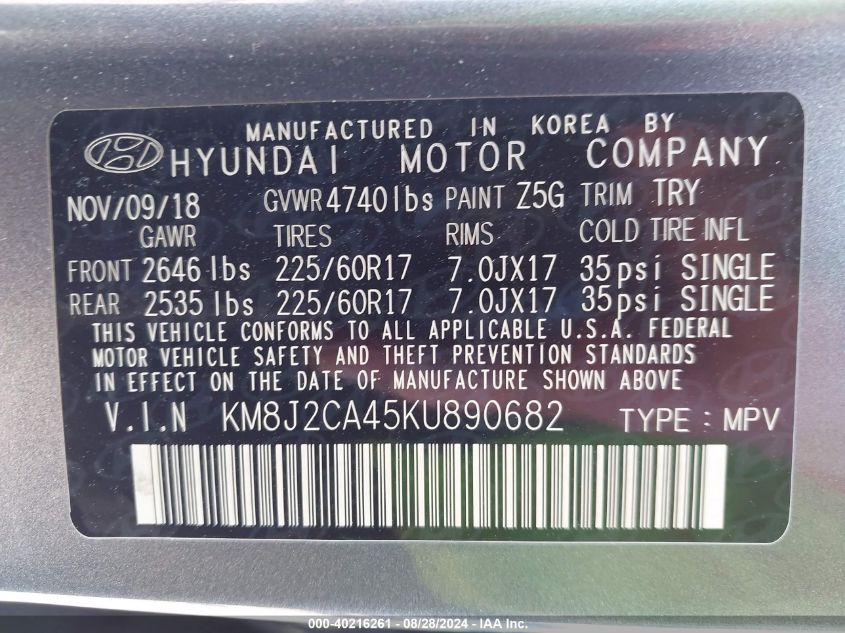 MANUFACTURED IN KOREA BY
HYUNDAI MOTOR COMPANY
NOV/09/18 GVWR 4740lbs PAINT Z5G TRIM TRY
GAWR TIRES RIMS COLD TIRE INFL
FRONT 2646 lbs 225/60R17 7.0JX17 35psi SINGLE
REAR 2535 lbs 225/60R17 7.0JX17 35psi SINGLE
THIS VEHICLE CONFORMS TO ALL APPLICABLE U.S.A. FEDERAL
MOTOR VEHICLE SAFETY AND THEFT PREVENTION STANDARDS
IN EFFECT ON THE DATE OF MANUFACTURE SHOWN ABOVE
V.I.N KM8J2CA45KU890682 TYPE: MPV
000-40216261 - 08/28/2024 - IAA Inc.